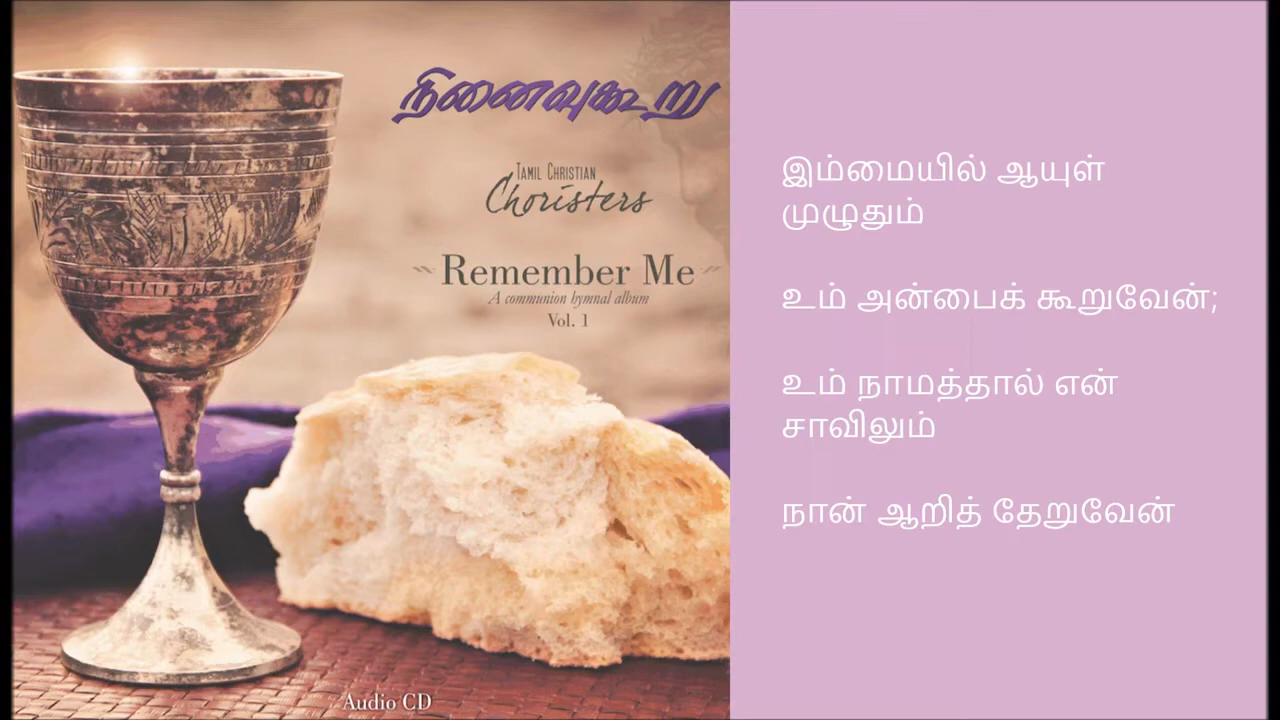 நினைவுகூறு
TAMIL CHRISTIAN
Choristers
Remember Me
A communion hymnal album
Vol. 1
Audio CD
இம்மையில் ஆயுள்
முழுதும்
உம் அன்பைக் கூறுவேன்;
உம் நாமத்தால் என்
சாவிலும்
நான் ஆறித் தேறுவேன்